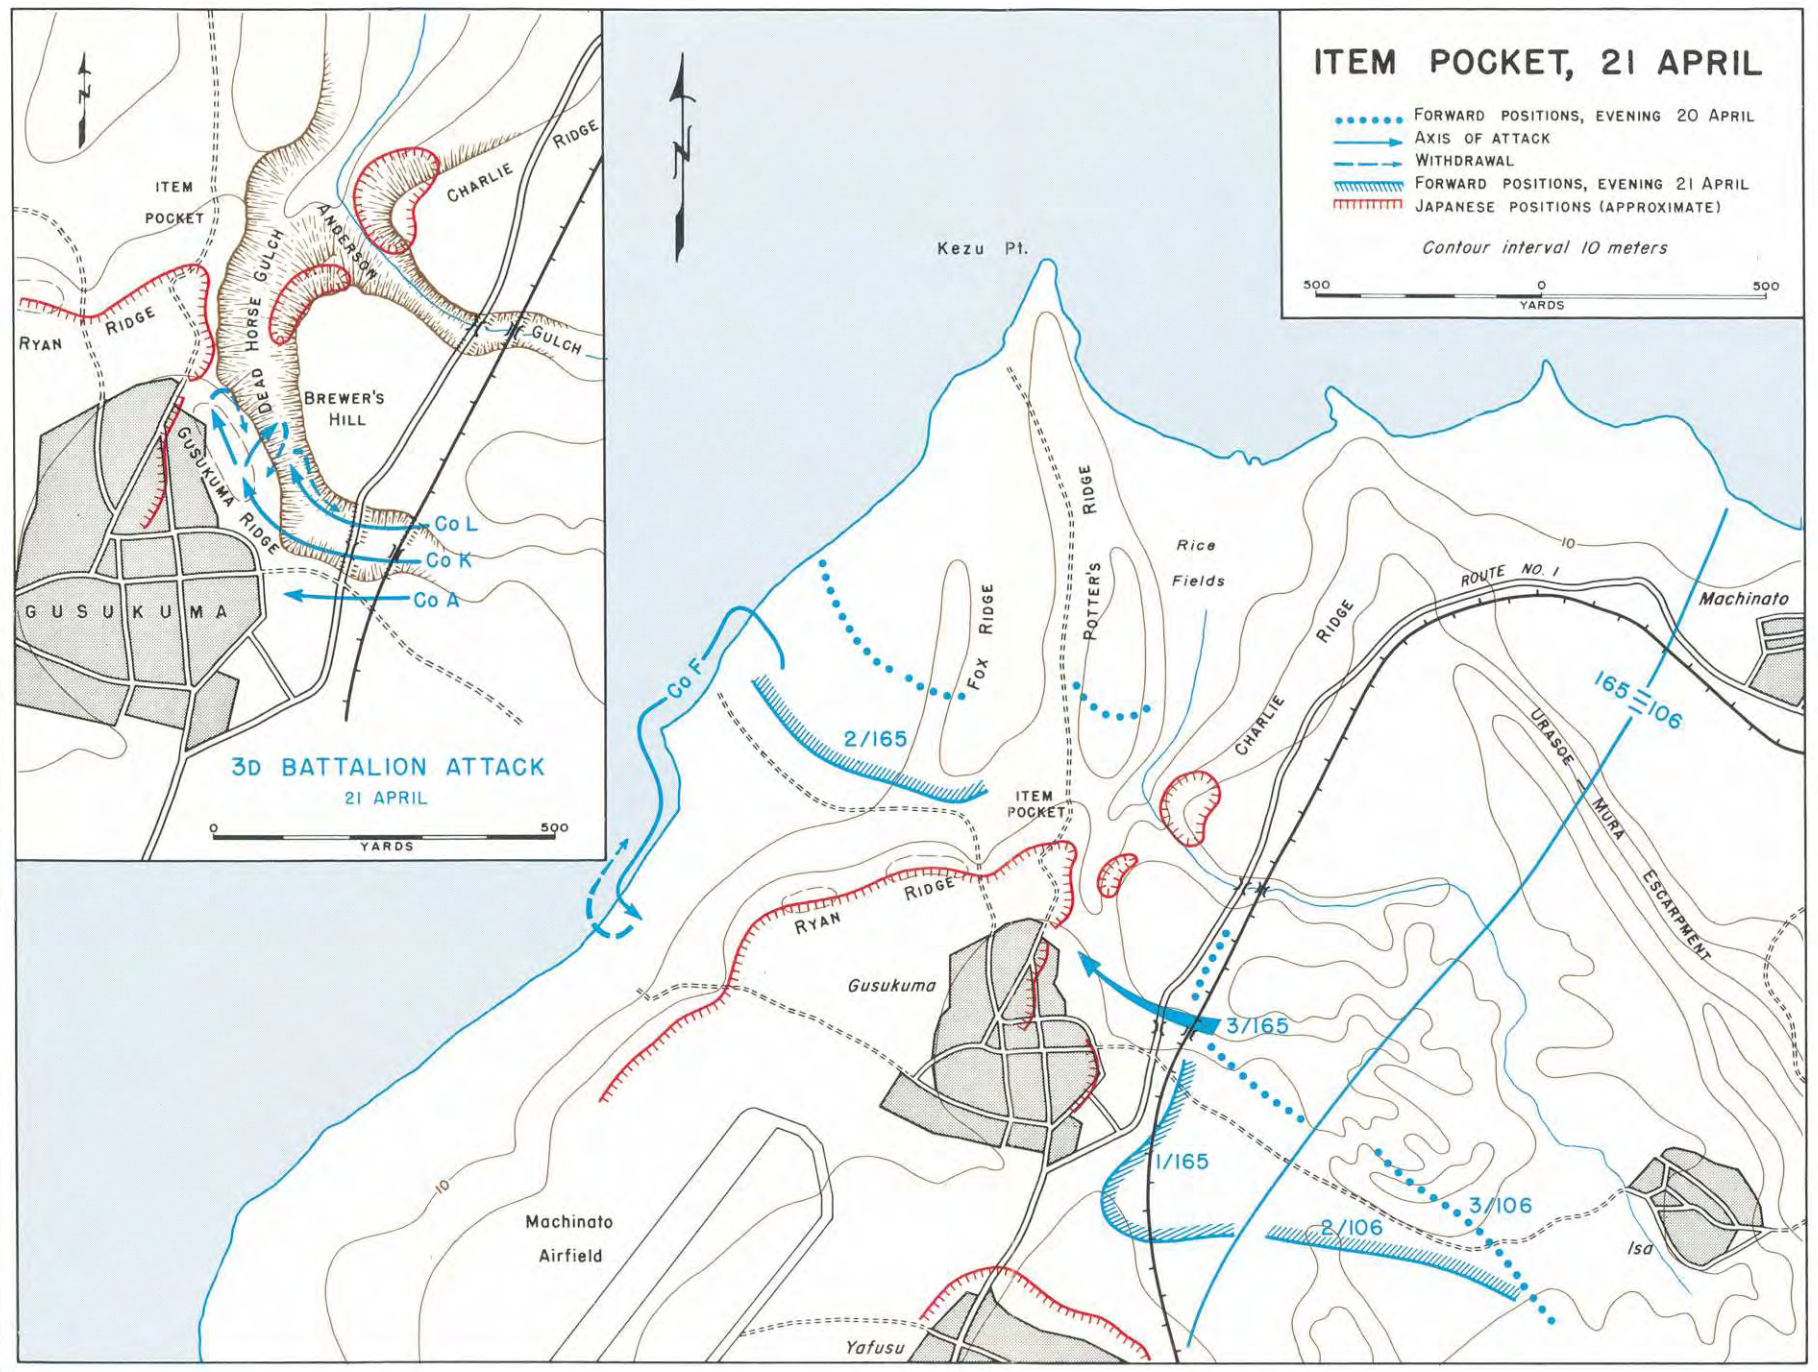 ITEM POCKET, 21 APRIL
FORWARD POSITIONS, EVENING 20 APRIL
AXIS OF ATTACK
WITHDRAWAL
FORWARD POSITIONS, EVENING 21 APRIL
JAPANESE POSITIONS (APPROXIMATE)
Contour interval 10 meters
500 0 500
YARDS
ITEM
POCKET
CHARLIE RIDGE
ANDERSON GULCH
DEAD HORSE GULCH
RYAN RIDGE
BREWER'S
HILL
GUSUKUMA RIDGE
Co L
Co K
Co A
GUSUKUMA
3D BATTALION ATTACK
21 APRIL
0 500
YARDS
Kezu Pt.
POTTER'S RIDGE
FOX RIDGE
Rice
Fields
CHARLIE RIDGE
ROUTE NO. 1
10
Machinato
165
106
URASOE-MURA ESCARPMENT
Co F
2/165
ITEM
POCKET
RYAN RIDGE
Gusukuma
3/165
1/165
3/106
2/106
Isa
10
Machinato
Airfield
Yafusu